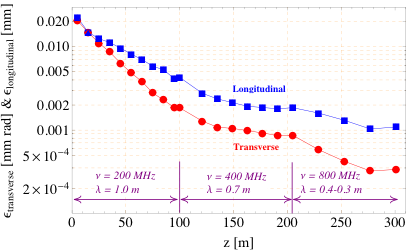 ϵtransverse [mm rad] & ϵlongitudinal [mm]
0.020
0.010
0.005
0.002
0.001
5×10⁻⁴
2×10⁻⁴
Longitudinal
Transverse
ν = 200 MHz
λ = 1.0 m
ν = 400 MHz
λ = 0.7 m
ν = 800 MHz
λ = 0.4-0.3 m
0 50 100 150 200 250 300
z [m]